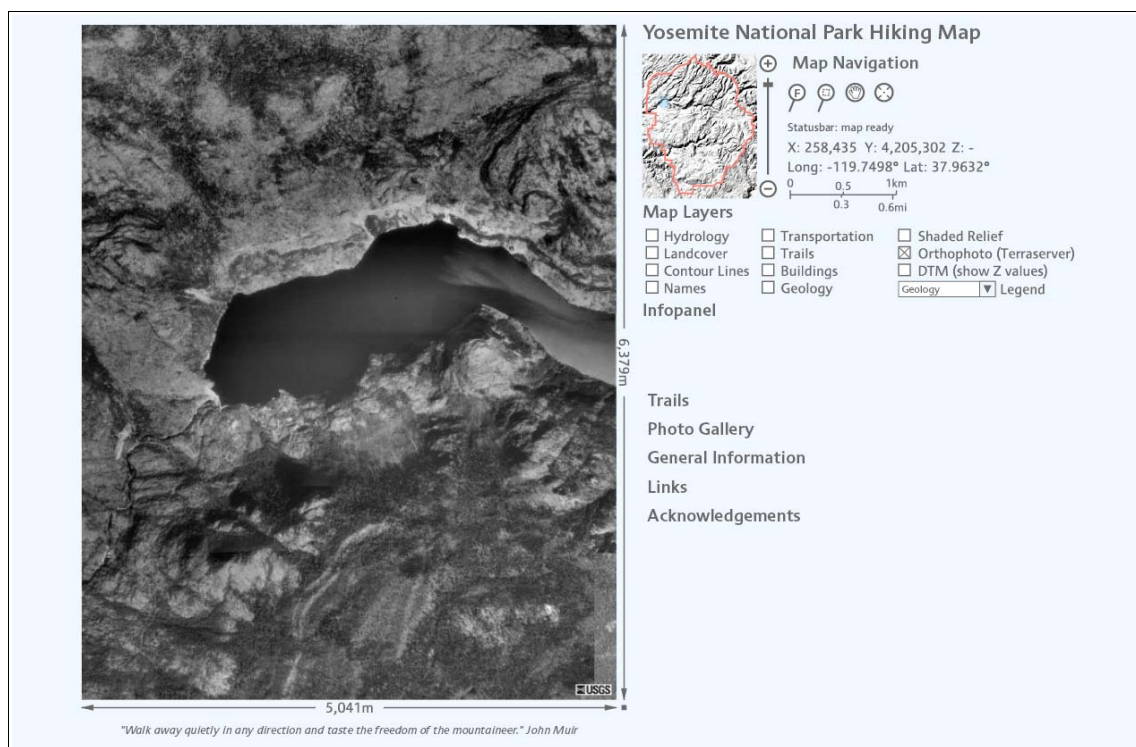 Yosemite National Park Hiking Map
Map Navigation
F
Statusbar: map ready
X: 258,435 Y: 4,205,302 Z: -
Long: -119.7498° Lat: 37.9632°
0 0.5 1km
0.3 0.6mi
Map Layers
Hydrology Transportation Shaded Relief
Landcover Trails Orthophoto (Terraserver)
Contour Lines Buildings DTM (show Z values)
Names Geology Geology Legend
Infopanel
6,379m
Trails
Photo Gallery
General Information
Links
Acknowledgements
USGS
5,041m
"Walk away quietly in any direction and taste the freedom of the mountaineer." John Muir